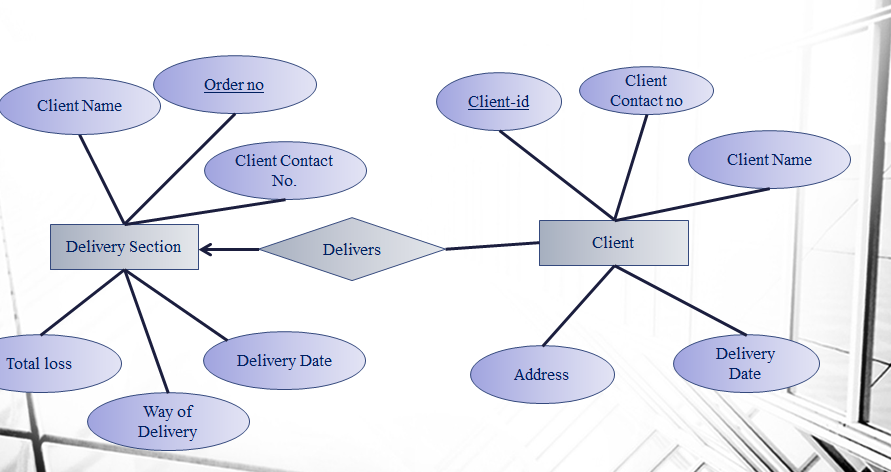 Order no
Client Name
Client Contact
No.
Delivery Section
Total loss
Way of
Delivery
Delivery Date
Delivers
Client-id
Client
Contact no
Client Name
Client
Address
Delivery
Date